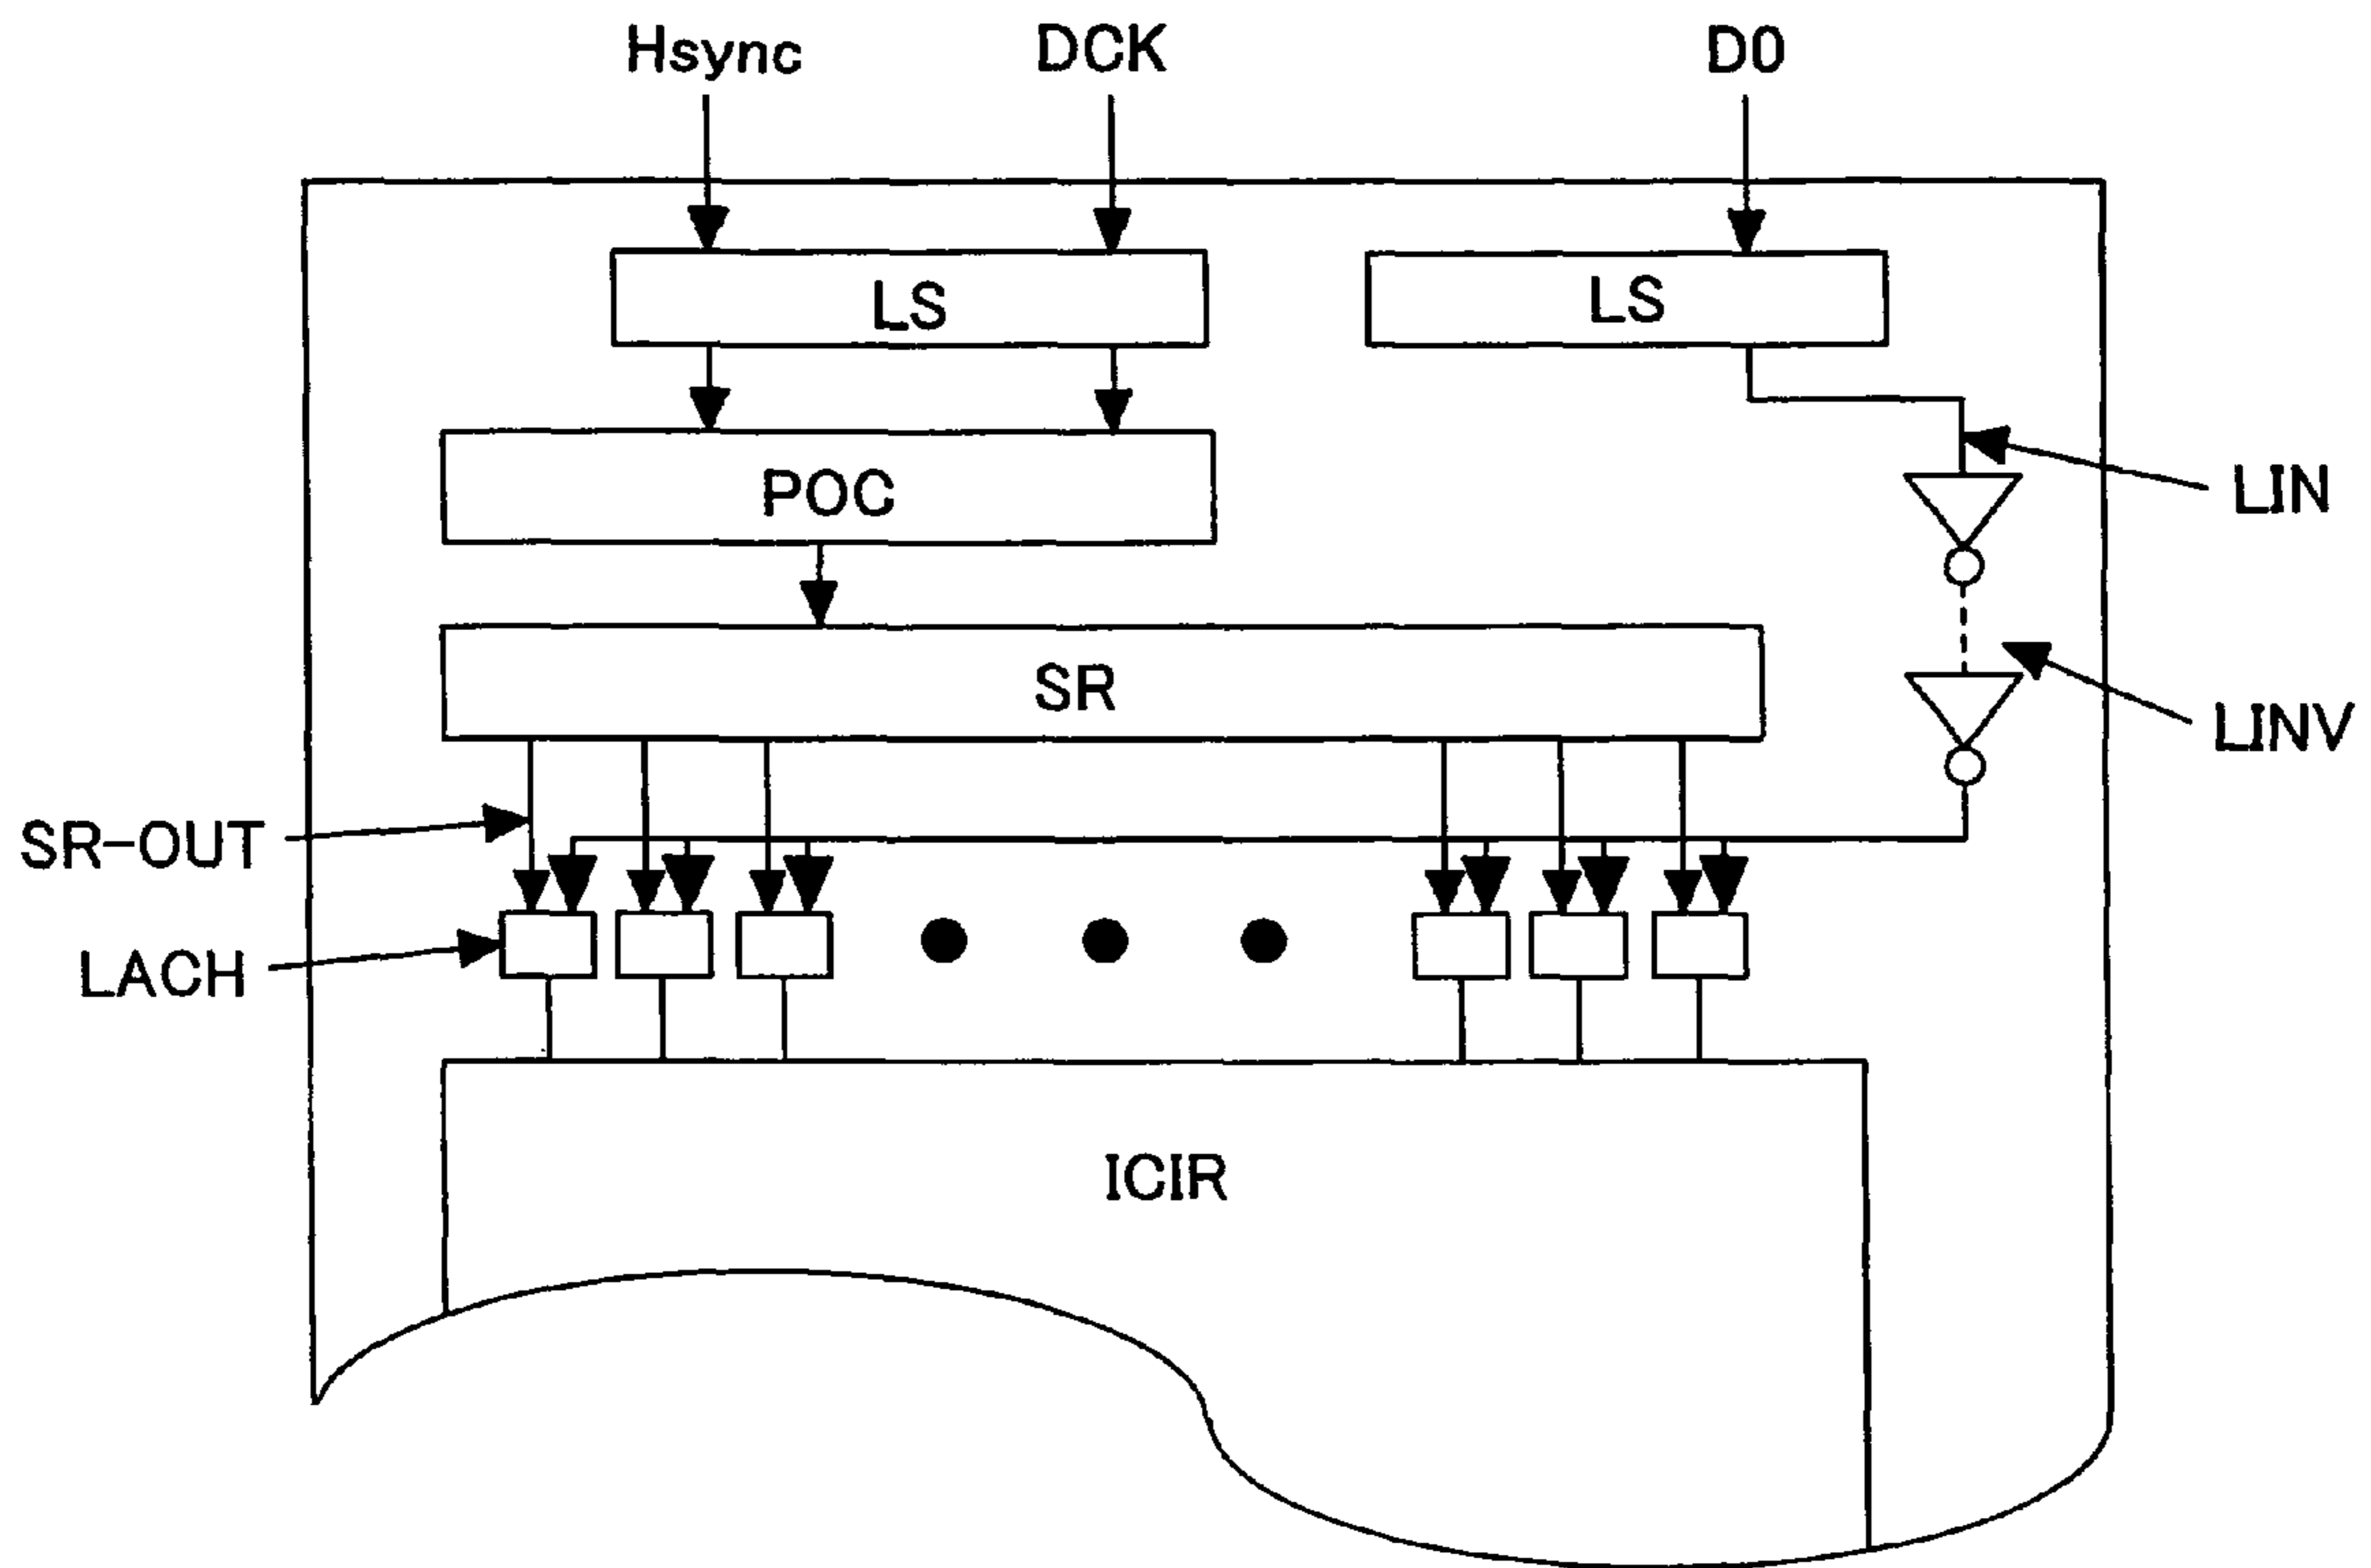 Hsync DCK D0
LS LS
POC
LIN
SR
LINV
SR-OUT
LACH
ICIR